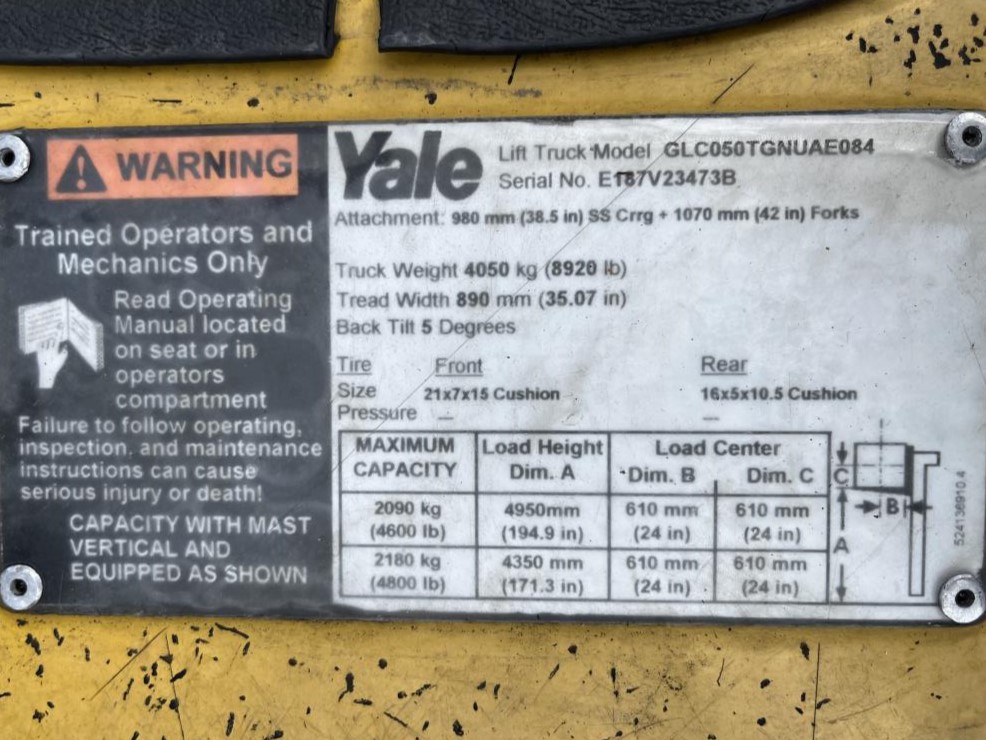 WARNING
Trained Operators and
Mechanics Only
Read Operating
Manual located
on seat or in
operators
compartment
Failure to follow operating,
inspection, and maintenance
instructions can cause
serious injury or death!
CAPACITY WITH MAST
VERTICAL AND
EQUIPPED AS SHOWN
Yale
Lift Truck Model GLC050TGNUAE084
Serial No. E187V23473B
Attachment: 980 mm (38.5 in) SS Crrg + 1070 mm (42 in) Forks
Truck Weight 4050 kg (8920 lb)
Tread Width 890 mm (35.07 in)
Back Tilt 5 Degrees
Tire Front Rear
Size 21x7x15 Cushion 16x5x10.5 Cushion
Pressure — —
MAXIMUM Load Height Load Center
CAPACITY Dim. A Dim. B Dim. C
2090 kg 4950mm 610 mm 610 mm
(4600 lb) (194.9 in) (24 in) (24 in)
2180 kg 4350 mm 610 mm 610 mm
(4800 lb) (171.3 in) (24 in) (24 in)
C
B
A
524136910.4